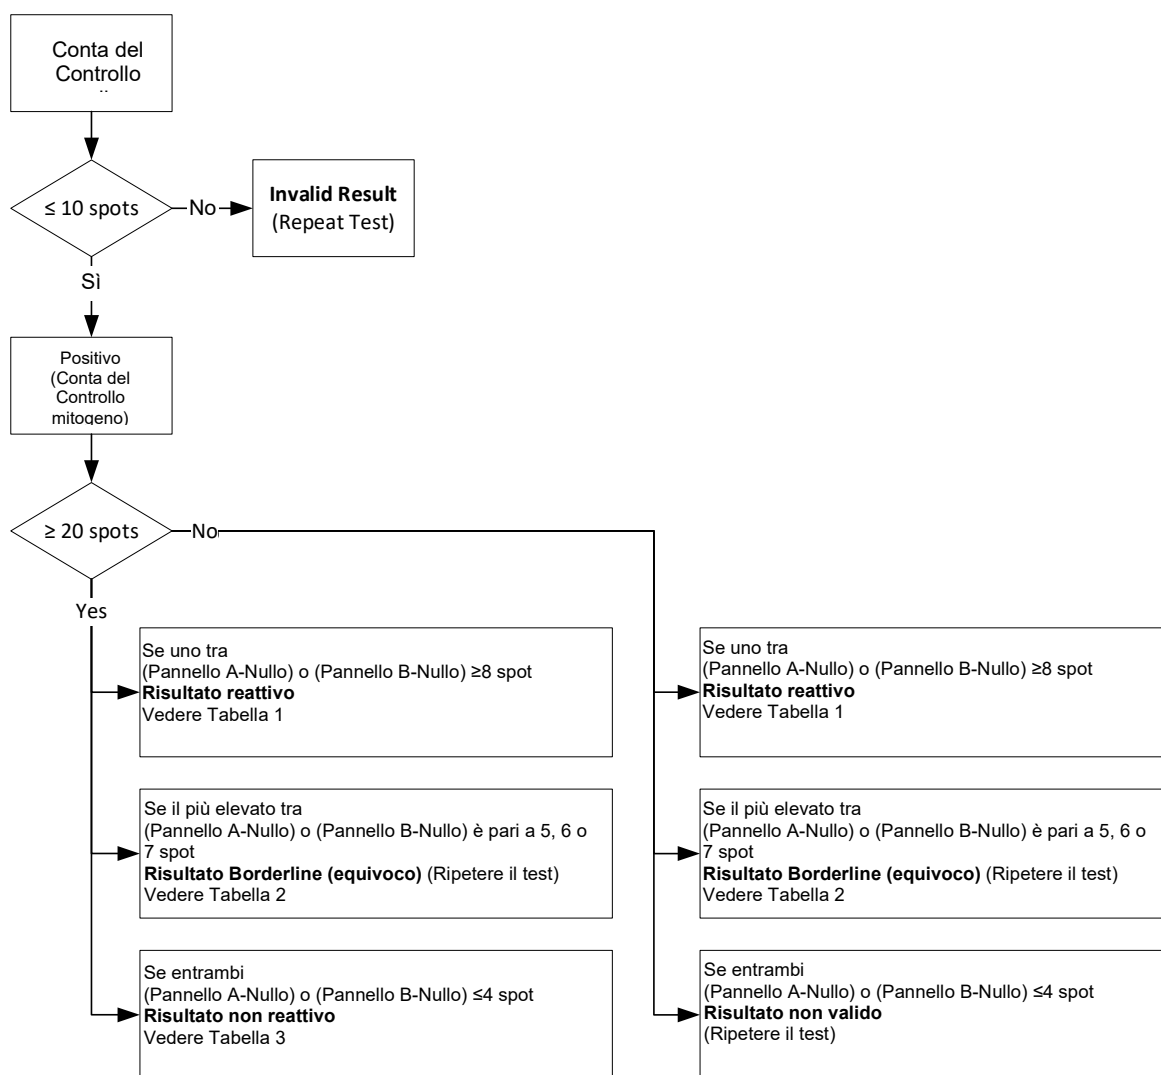 Conta del
Controllo
≤ 10 spots
No
Invalid Result
(Repeat Test)
Sì
Positivo
(Conta del
Controllo
mitogeno)
≥ 20 spots
No
Yes
Se uno tra
(Pannello A-Nullo) o (Pannello B-Nullo) ≥8 spot
Risultato reattivo
Vedere Tabella 1
Se il più elevato tra
(Pannello A-Nullo) o (Pannello B-Nullo) è pari a 5, 6 o
7 spot
Risultato Borderline (equivoco) (Ripetere il test)
Vedere Tabella 2
Se entrambi
(Pannello A-Nullo) o (Pannello B-Nullo) ≤4 spot
Risultato non reattivo
Vedere Tabella 3
Se uno tra
(Pannello A-Nullo) o (Pannello B-Nullo) ≥8 spot
Risultato reattivo
Vedere Tabella 1
Se il più elevato tra
(Pannello A-Nullo) o (Pannello B-Nullo) è pari a 5, 6 o
7 spot
Risultato Borderline (equivoco) (Ripetere il test)
Vedere Tabella 2
Se entrambi
(Pannello A-Nullo) o (Pannello B-Nullo) ≤4 spot
Risultato non valido
(Ripetere il test)